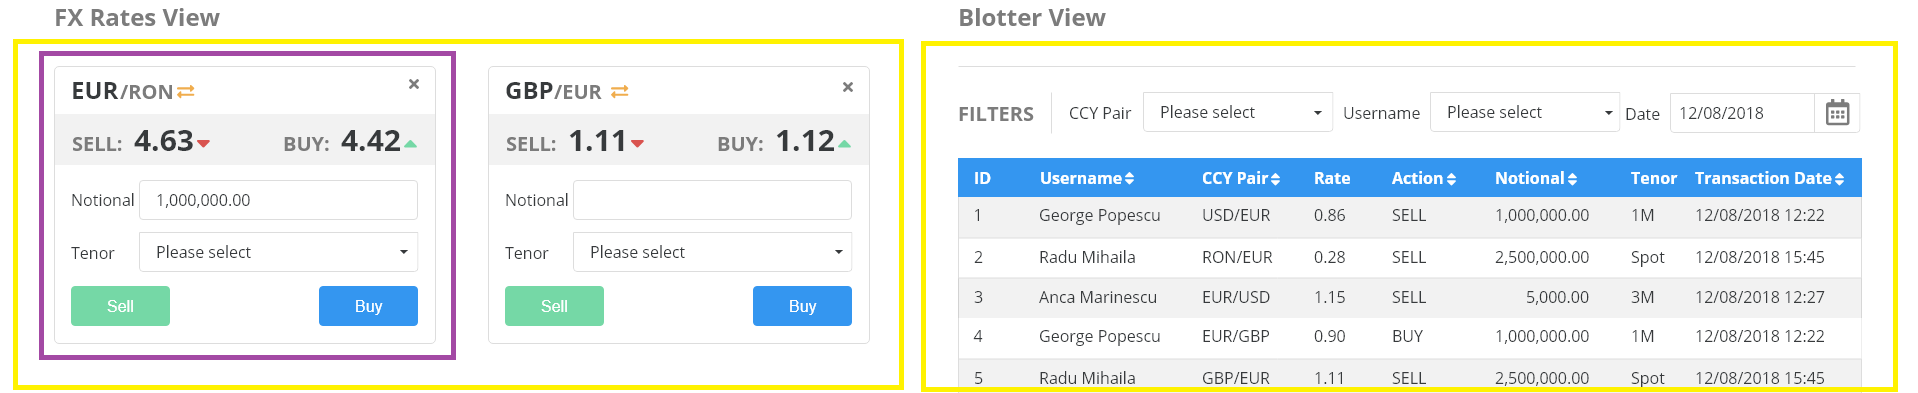 FX Rates View
EUR/RON
SELL: 4.63 BUY: 4.42
Notional 1,000,000.00
Tenor Please select
Sell Buy
GBP/EUR
SELL: 1.11 BUY: 1.12
Notional
Tenor Please select
Sell Buy
Blotter View
FILTERS CCY Pair Please select Username Please select Date 12/08/2018
ID Username CCY Pair Rate Action Notional Tenor Transaction Date
1 George Popescu USD/EUR 0.86 SELL 1,000,000.00 1M 12/08/2018 12:22
2 Radu Mihaila RON/EUR 0.28 SELL 2,500,000.00 Spot 12/08/2018 15:45
3 Anca Marinescu EUR/USD 1.15 SELL 5,000.00 3M 12/08/2018 12:27
4 George Popescu EUR/GBP 0.90 BUY 1,000,000.00 1M 12/08/2018 12:22
5 Radu Mihaila GBP/EUR 1.11 SELL 2,500,000.00 Spot 12/08/2018 15:45